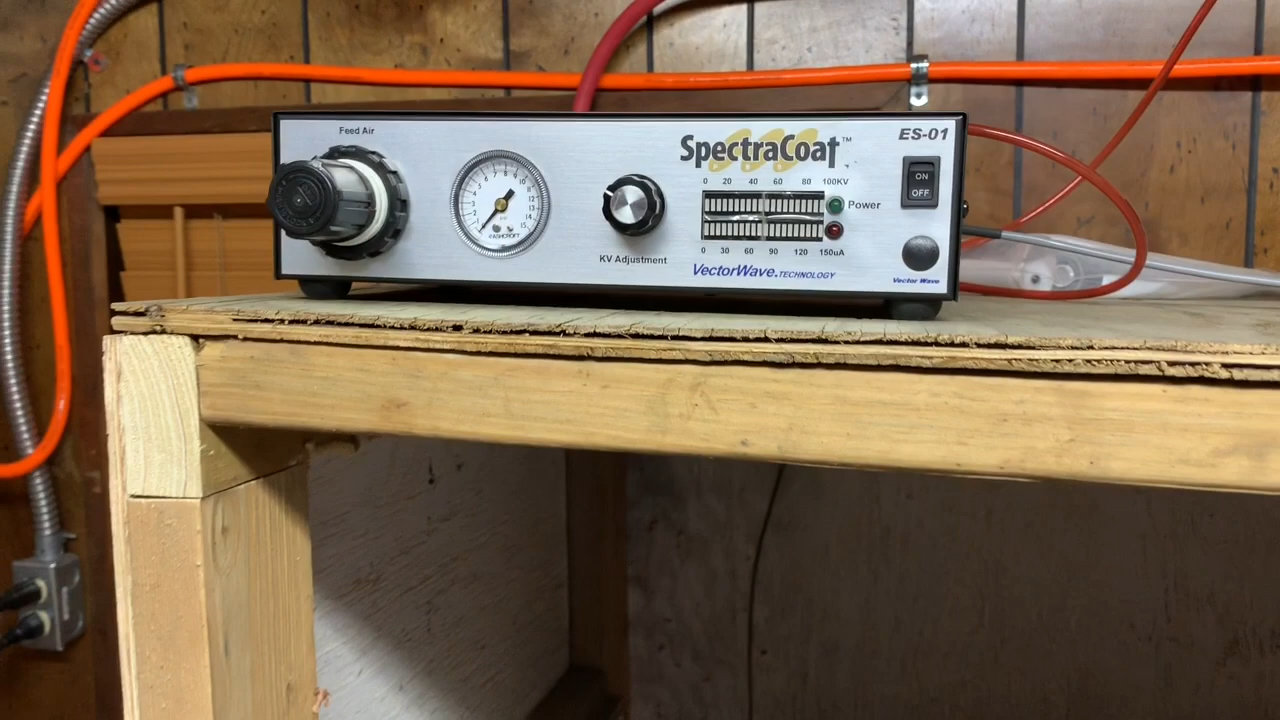 Feed Air
SpectraCoat™
ES-01
0 20 40 60 80 100KV
ON
OFF
Power
ASHCROFT
KV Adjustment
0 30 60 90 120 150uA
VectorWave.TECHNOLOGY
Vector Wave